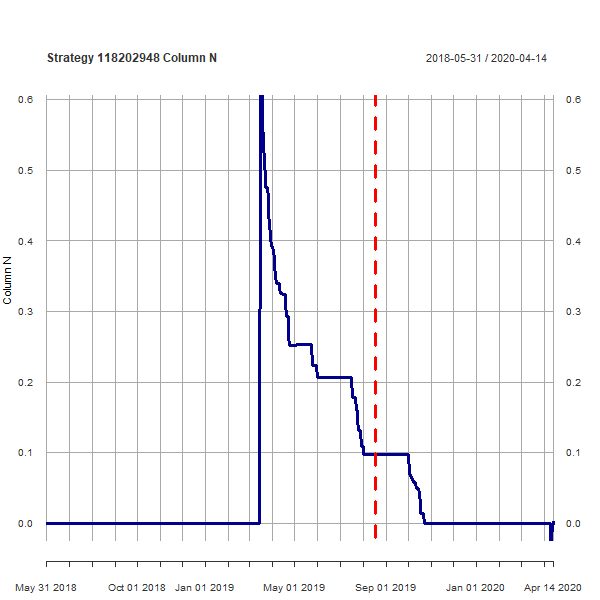 Strategy 118202948 Column N
2018-05-31 / 2020-04-14
0.6
0.5
0.4
0.3
0.2
0.1
0.0
Column N
0.6
0.5
0.4
0.3
0.2
0.1
0.0
May 31 2018
Oct 01 2018
Jan 01 2019
May 01 2019
Sep 01 2019
Jan 01 2020
Apr 14 2020